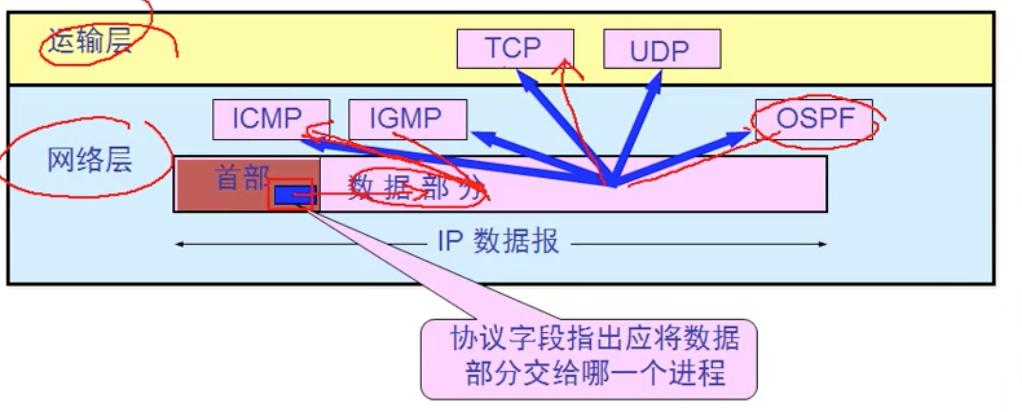 运输层
TCP
UDP
ICMP
IGMP
OSPF
网络层
首部
数据部分
IP 数据报
协议字段指出应将数据
部分交给哪一个进程